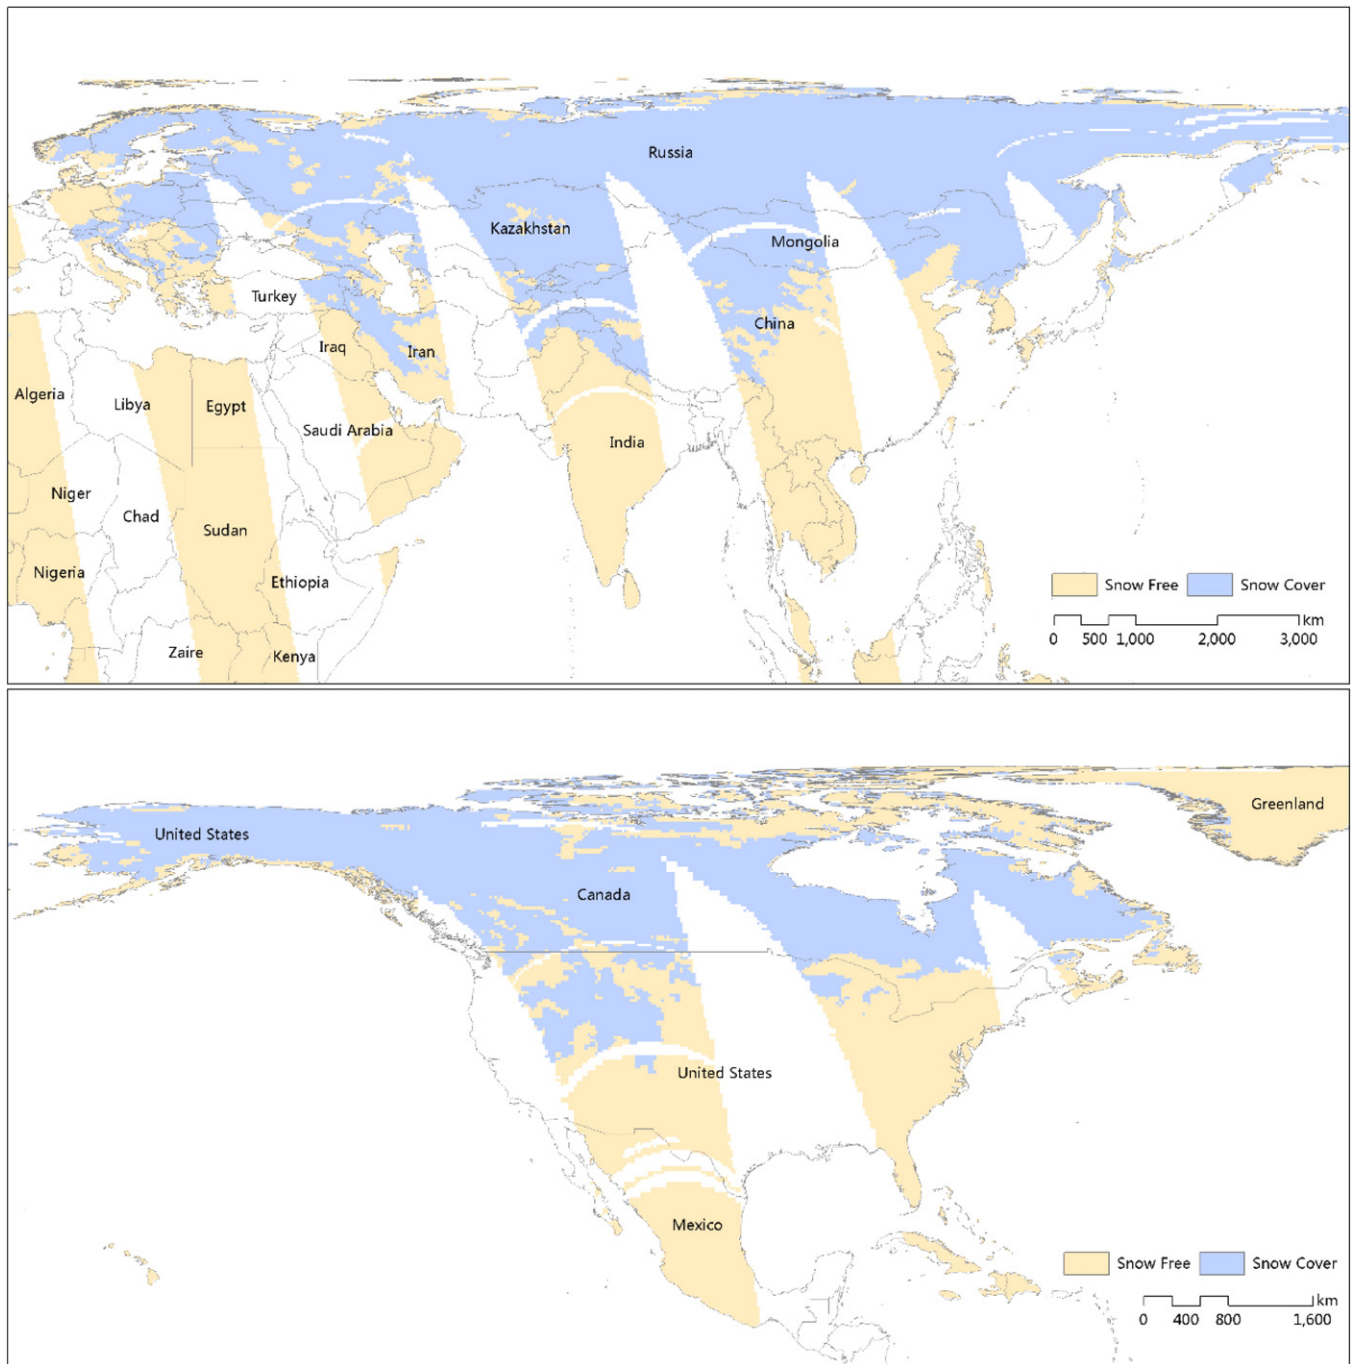 Russia
Kazakhstan
Mongolia
Turkey
China
Iraq
Iran
Algeria
Libya
Egypt
Saudi Arabia
India
Niger
Chad
Sudan
Nigeria
Ethiopia
Snow Free
Snow Cover
km
0 500 1,000 2,000 3,000
Zaire
Kenya
Greenland
United States
Canada
United States
Mexico
Snow Free
Snow Cover
km
0 400 800 1,600